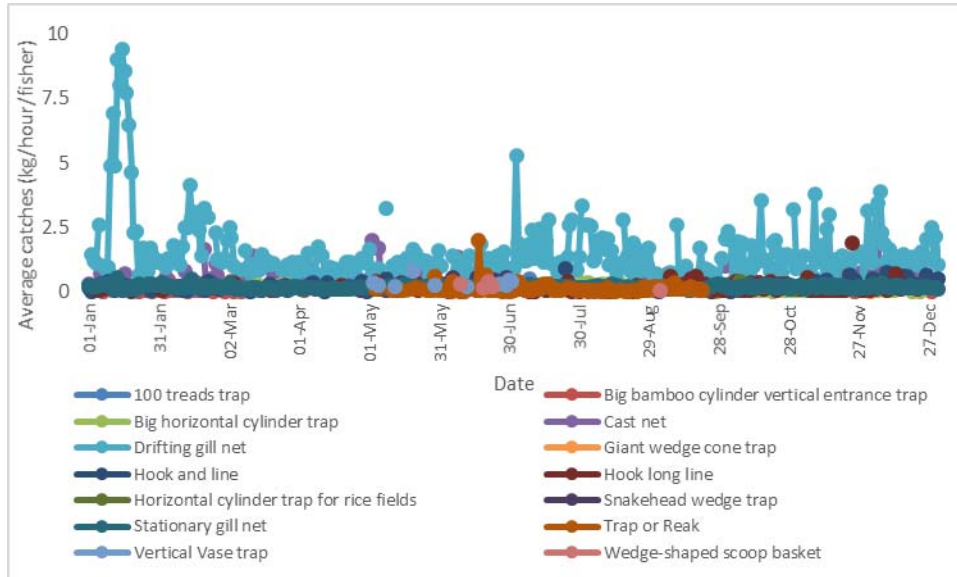 Average catches (kg/hour/fisher)
10
7.5
5
2.5
0
01-Jan
31-Jan
02-Mar
01-Apr
01-May
31-May
30-Jun
30-Jul
29-Aug
28-Sep
28-Oct
27-Nov
27-Dec
Date
100 treads trap
Big bamboo cylinder vertical entrance trap
Big horizontal cylinder trap
Cast net
Drifting gill net
Giant wedge cone trap
Hook and line
Hook long line
Horizontal cylinder trap for rice fields
Snakehead wedge trap
Stationary gill net
Trap or Reak
Vertical Vase trap
Wedge-shaped scoop basket